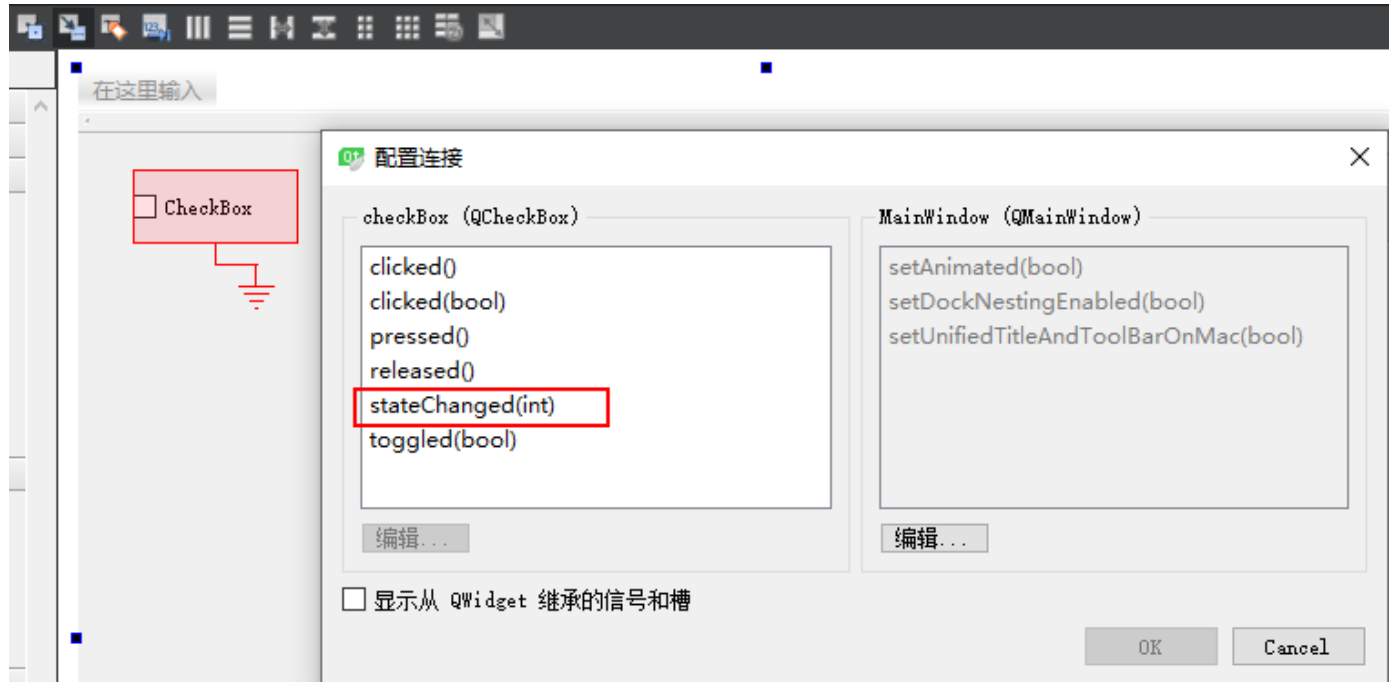 123
在这里输入
Qt 配置连接
CheckBox
checkBox (QCheckBox)
MainWindow (QMainWindow)
clicked()
clicked(bool)
pressed()
released()
stateChanged(int)
toggled(bool)
setAnimated(bool)
setDockNestingEnabled(bool)
setUnifiedTitleAndToolBarOnMac(bool)
编辑...
编辑...
显示从 QWidget 继承的信号和槽
OK
Cancel